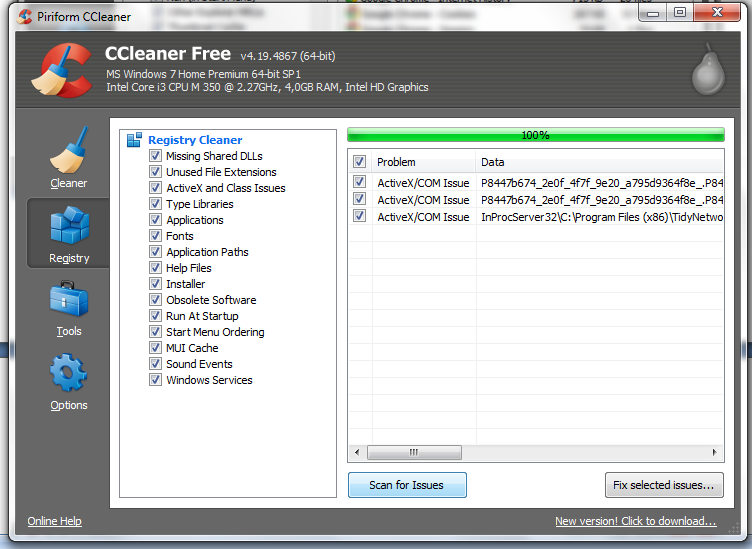 Piriform CCleaner
CCleaner Free v4.19.4867 (64-bit)
MS Windows 7 Home Premium 64-bit SP1
Intel Core i3 CPU M 350 @ 2.27GHz, 4,0GB RAM, Intel HD Graphics
Cleaner
Registry
Tools
Options
Registry Cleaner
Missing Shared DLLs
Unused File Extensions
ActiveX and Class Issues
Type Libraries
Applications
Fonts
Application Paths
Help Files
Installer
Obsolete Software
Run At Startup
Start Menu Ordering
MUI Cache
Sound Events
Windows Services
100%
Problem Data
ActiveX/COM Issue P8447b674_2e0f_4f7f_9e20_a795d9364f8e_.P84
ActiveX/COM Issue P8447b674_2e0f_4f7f_9e20_a795d9364f8e_.P84
ActiveX/COM Issue InProcServer32\C:\Program Files (x86)\TidyNetwo
Scan for Issues
Fix selected issues...
Online Help
New version! Click to download...